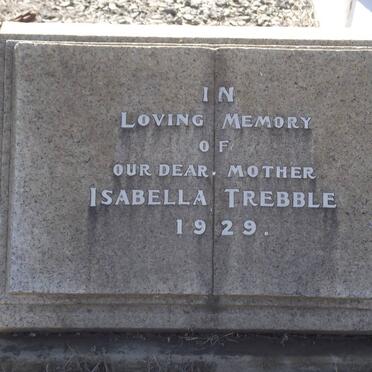 IN
LOVING MEMORY
OF
OUR DEAR. MOTHER
ISABELLA TREBBLE
1929.